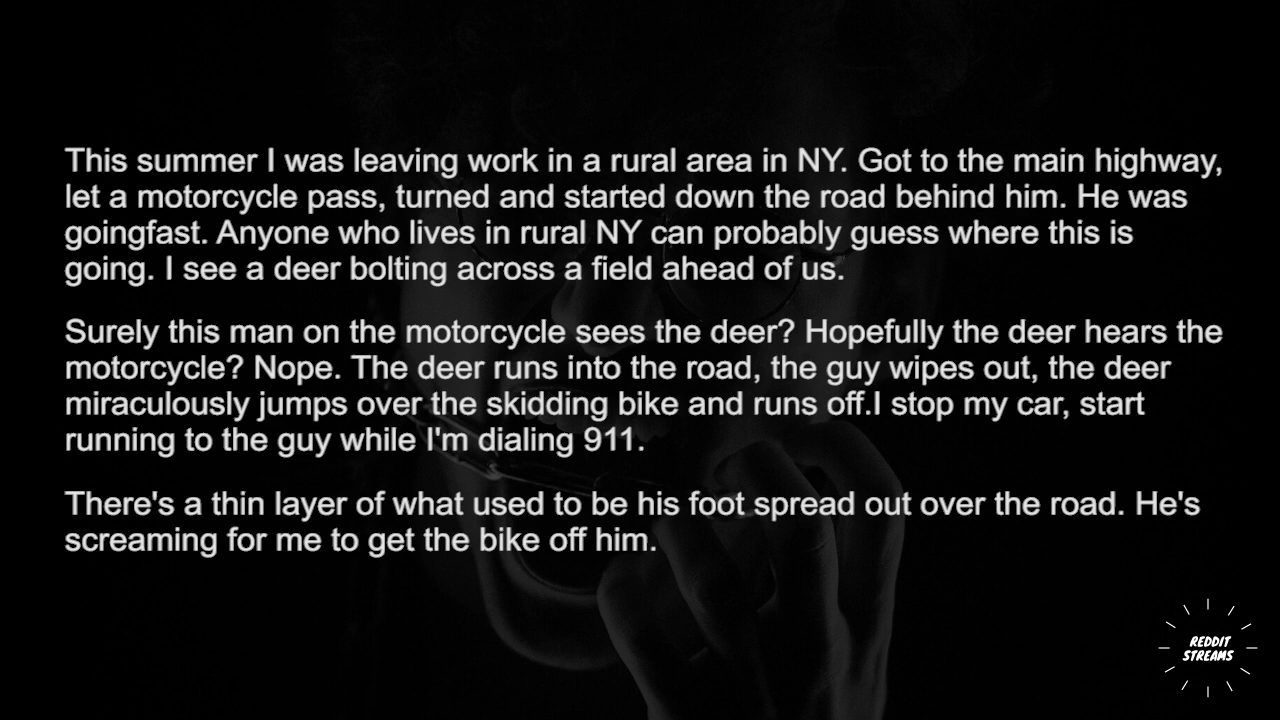 This summer I was leaving work in a rural area in NY. Got to the main highway,
let a motorcycle pass, turned and started down the road behind him. He was
goingfast. Anyone who lives in rural NY can probably guess where this is
going. I see a deer bolting across a field ahead of us.
Surely this man on the motorcycle sees the deer? Hopefully the deer hears the
motorcycle? Nope. The deer runs into the road, the guy wipes out, the deer
miraculously jumps over the skidding bike and runs off.I stop my car, start
running to the guy while I'm dialing 911.
There's a thin layer of what used to be his foot spread out over the road. He's
screaming for me to get the bike off him.
REDDIT
STREAMS